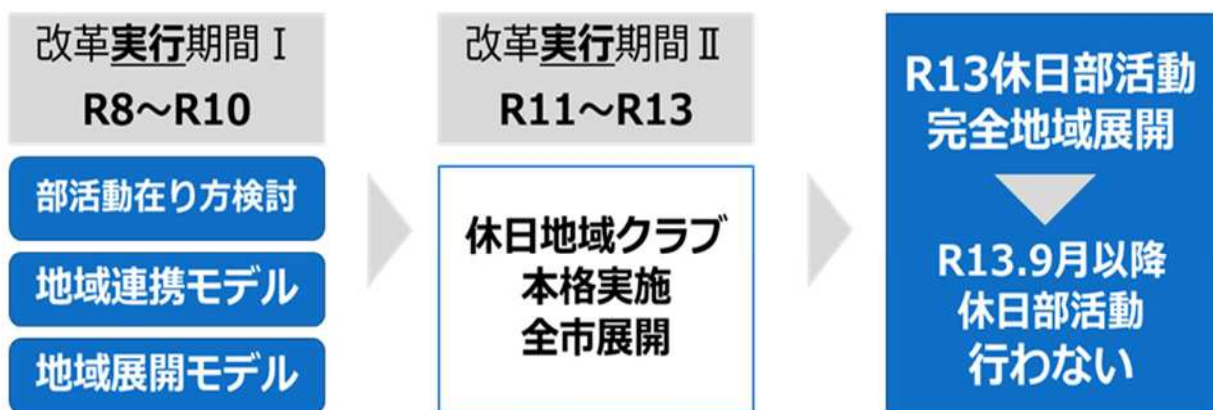 改革実行期間Ⅰ
R8～R10
部活動在り方検討
地域連携モデル
地域展開モデル
改革実行期間Ⅱ
R11～R13
休日地域クラブ
本格実施
全市展開
R13休日部活動
完全地域展開
R13.9月以降
休日部活動
行わない